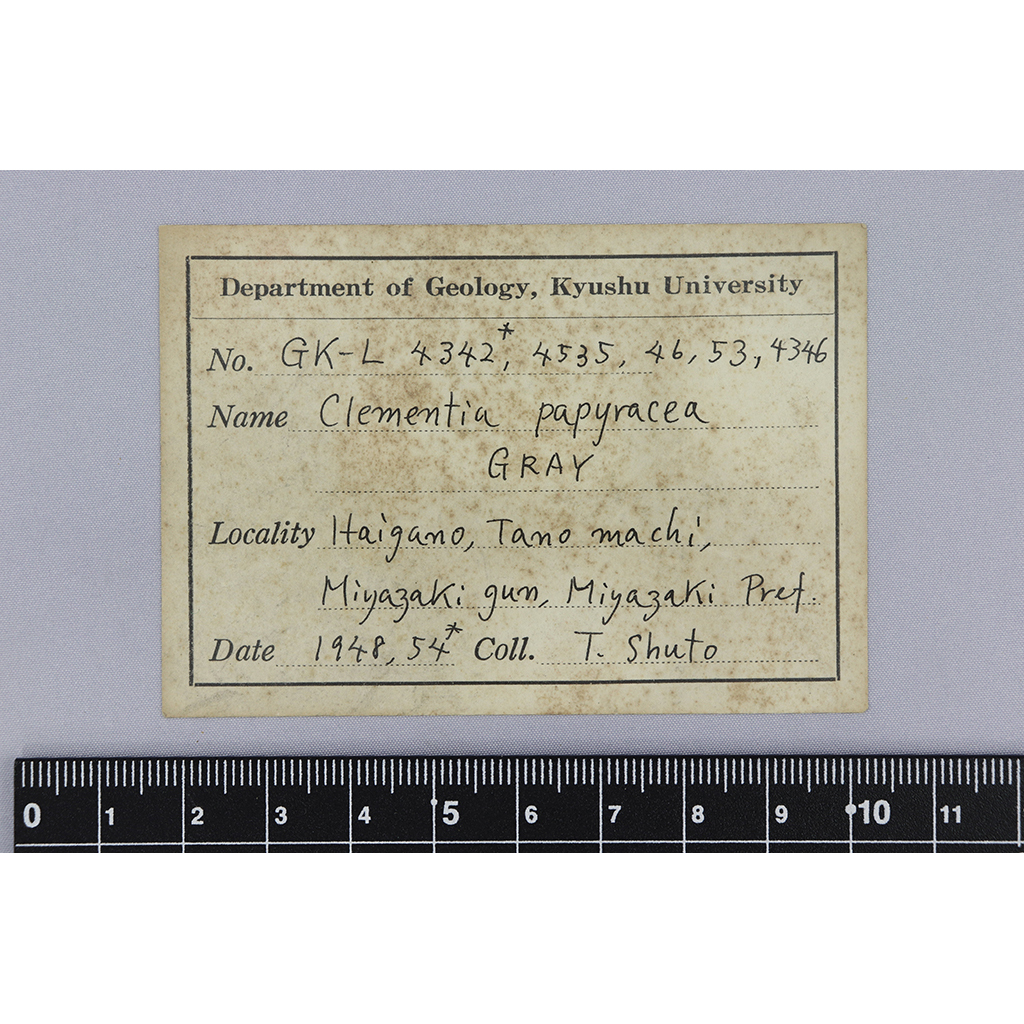 Department of Geology, Kyushu University
No. GK-L 4342*, 4535, 46, 53, 4346
Name Clementia papyracea
GRAY
Locality Haigano, Tano machi,
Miyazaki gun, Miyazaki Pref.
Date 1948, 54* Coll. T. Shuto
0 1 2 3 4 5 6 7 8 9 10 11